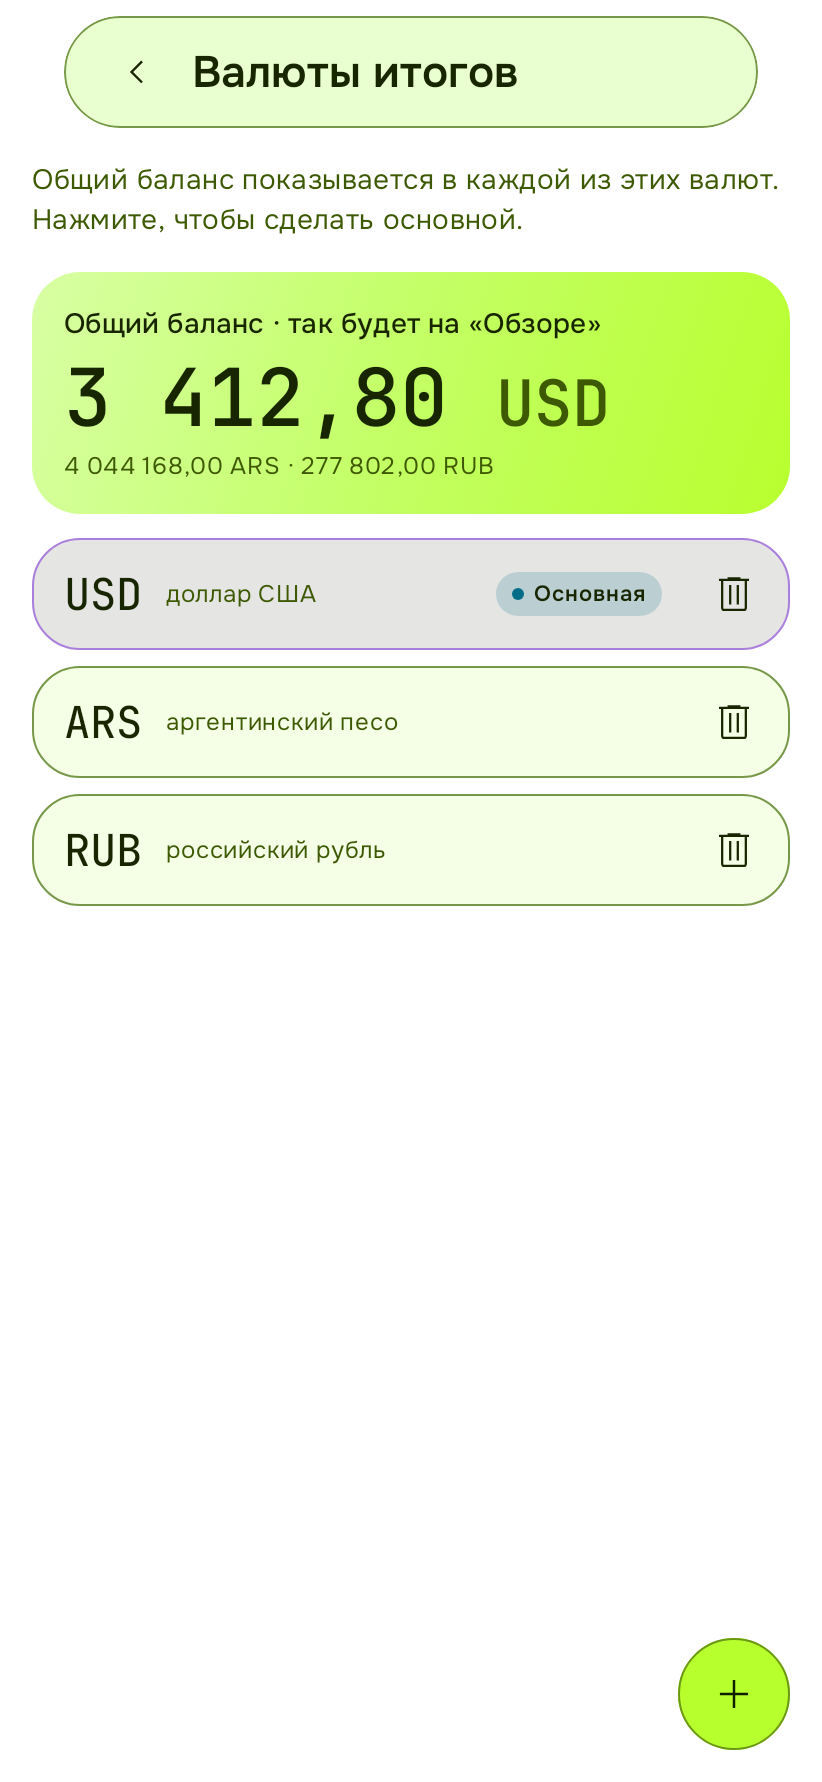 Валюты итогов
Общий баланс показывается в каждой из этих валют.
Нажмите, чтобы сделать основной.
Общий баланс · так будет на «Обзоре»
3 412,80 USD
4 044 168,00 ARS · 277 802,00 RUB
USD доллар США Основная
ARS аргентинский песо
RUB российский рубль